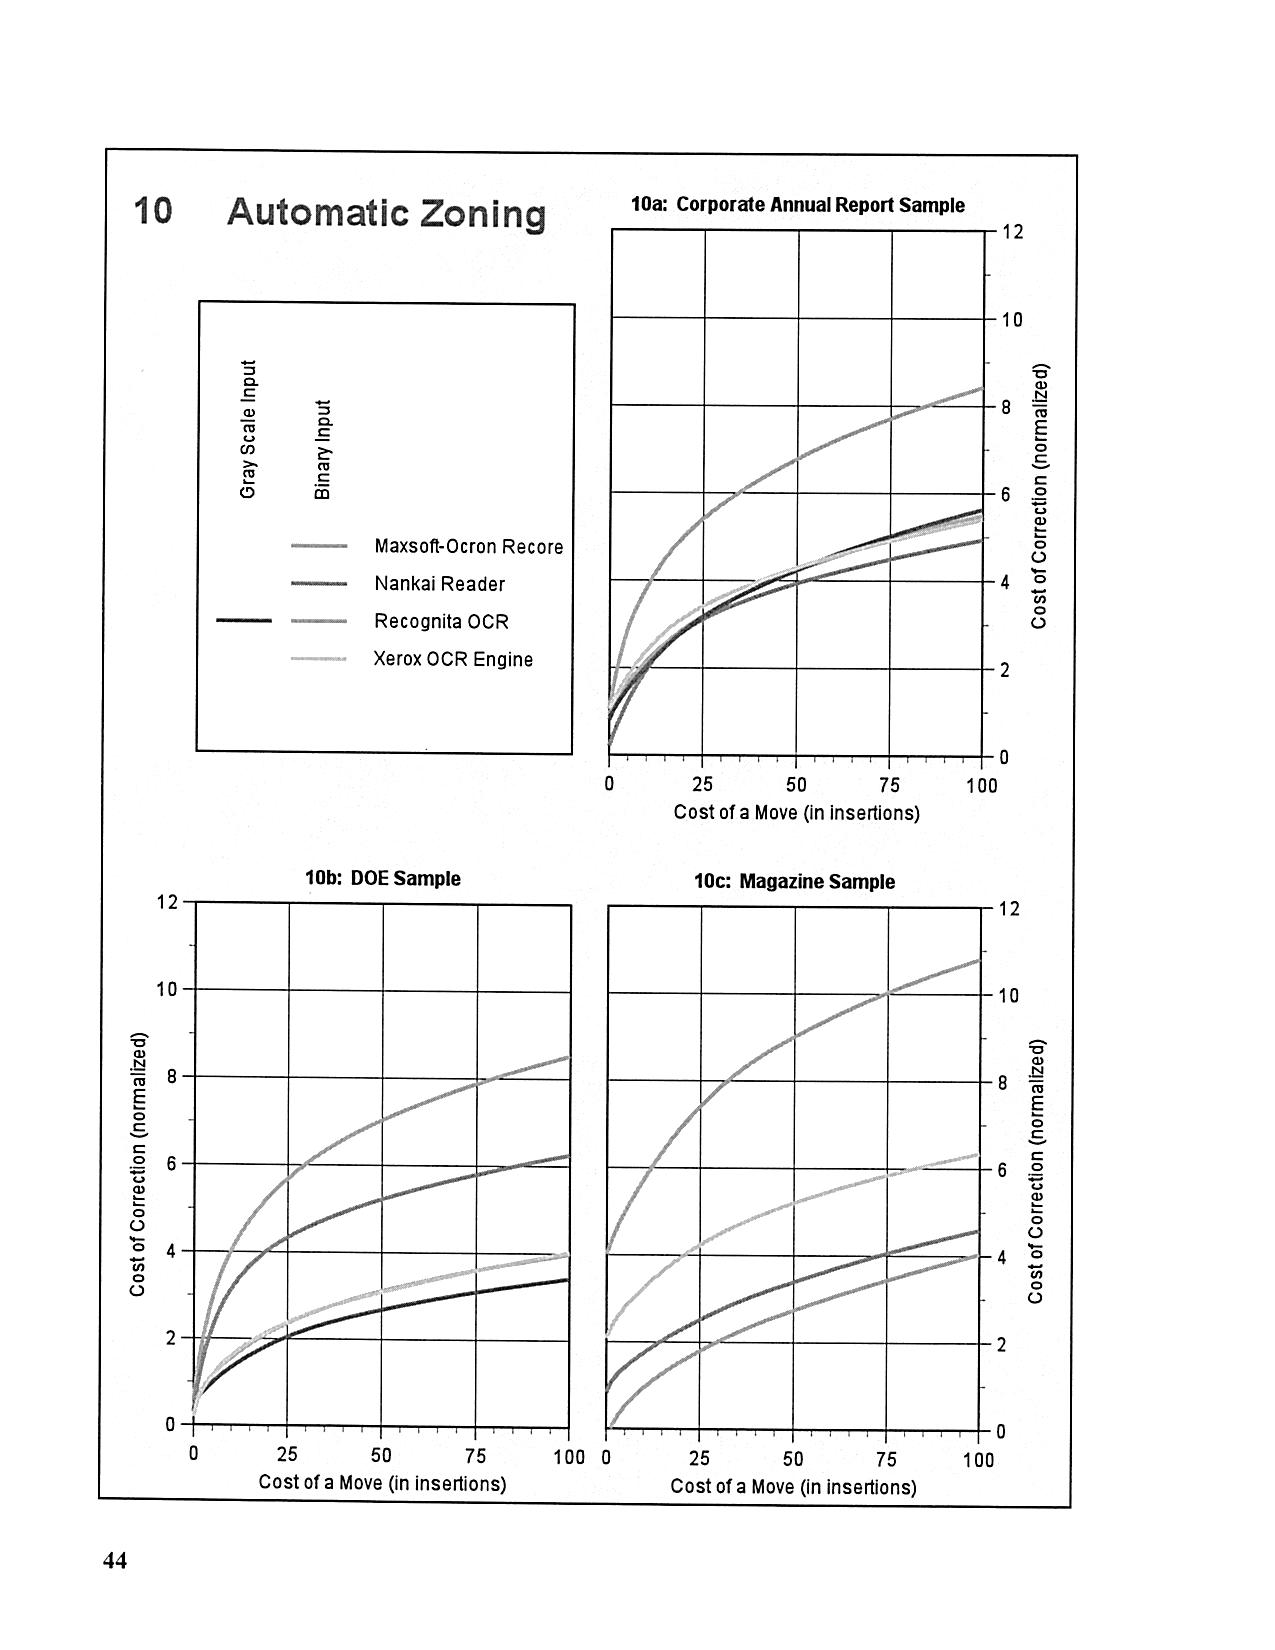 10 Automatic Zoning
Gray Scale Input
Binary Input
Maxsoft-Ocron Recore
Nankai Reader
Recognita OCR
Xerox OCR Engine
10a: Corporate Annual Report Sample
12
10
8
6
4
2
0
Cost of Correction (normalized)
0 25 50 75 100
Cost of a Move (in insertions)
10b: DOE Sample
12
10
8
6
4
2
0
Cost of Correction (normalized)
0 25 50 75 100
Cost of a Move (in insertions)
10c: Magazine Sample
12
10
8
6
4
2
0
Cost of Correction (normalized)
0 25 50 75 100
Cost of a Move (in insertions)
44